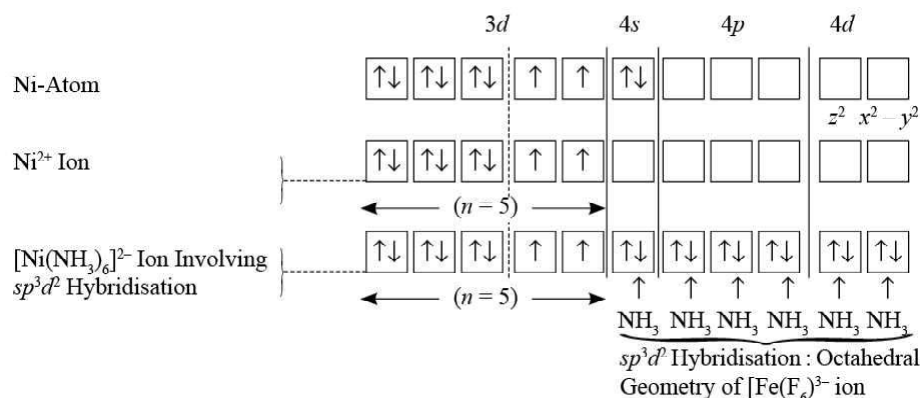 3d 4s 4p 4d
Ni-Atom ↑↓ ↑↓ ↑↓ ↑ ↑ ↑↓
z² x² – y²
Ni²⁺ Ion ↑↓ ↑↓ ↑↓ ↑ ↑
(n = 5)
[Ni(NH₃)₆]²⁻ Ion Involving ↑↓ ↑↓ ↑↓ ↑ ↑ ↑↓ ↑↓ ↑↓ ↑↓ ↑↓ ↑↓
sp³d² Hybridisation
(n = 5) ↑ ↑ ↑ ↑ ↑ ↑
NH₃ NH₃ NH₃ NH₃ NH₃ NH₃
sp³d² Hybridisation : Octahedral
Geometry of [Fe(F₆)³⁻ ion